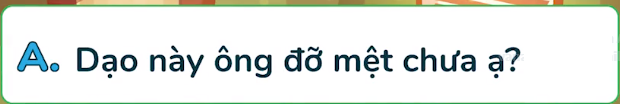 A. Dạo này ông đỡ mệt chưa ạ?